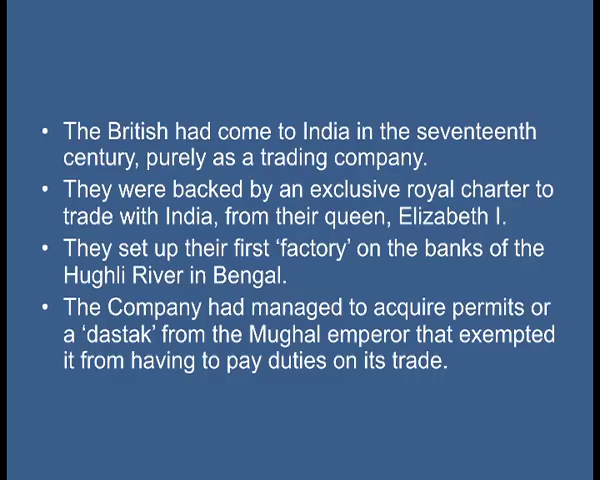 • The British had come to India in the seventeenth
century, purely as a trading company.
• They were backed by an exclusive royal charter to
trade with India, from their queen, Elizabeth I.
• They set up their first ‘factory’ on the banks of the
Hughli River in Bengal.
• The Company had managed to acquire permits or
a ‘dastak’ from the Mughal emperor that exempted
it from having to pay duties on its trade.